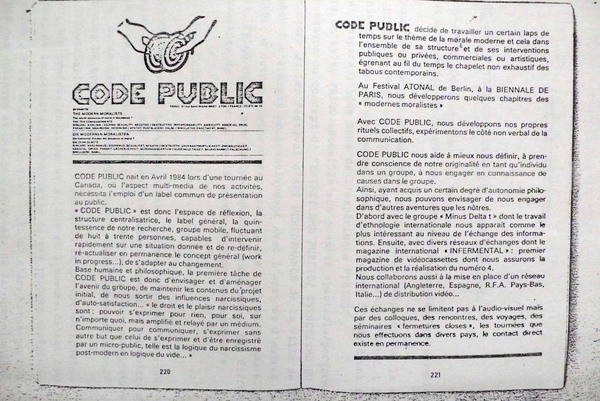 CODE PUBLIC
THE MODERN MORALISTS
DIE MODERNEN MORALISTEN
CODE PUBLIC nait en Avril 1984 lors d'une tournée au
Canada, où l'aspect multi-media de nos activités,
nécessita l'emploi d'un label commun de présentation
au public.
« CODE PUBLIC » est donc l'espace de réflexion, la
structure centralisatrice, le label général, la quin-
tessence de notre recherche, groupe mobile, fluctuant
de huit à trente personnes, capables d'intervenir
rapidement sur une situation donnée et de re-définir,
ré-actualiser en permanence le concept général (work
in progress...), de s'adapter au changement.
Base humaine et philosophique, la première tâche de
CODE PUBLIC est donc d'envisager et d'aménager
l'avenir du groupe, de maintenir les contenus du projet
initial, de nous sortir des influences narcissiques,
d'auto-satisfaction... « le droit et le plaisir narcissiques
sont : pouvoir s'exprimer pour rien, pour soi, sur
n'importe quoi, mais amplifié et relayé par un médium.
Communiquer pour communiquer, s'exprimer sans
autre but que celui de s'exprimer et d'être enregistré
par un micro-public, telle est la logique du narcissisme
post-modern en logique du vide... »
220
CODE PUBLIC décide de travailler un certain laps de
temps sur le thème de la morale moderne et cela dans
l'ensemble de sa structure et de ses interventions
publiques ou privées, commerciales ou artistiques,
égrenant au fil du temps le chapelet non exhaustif des
tabous contemporains.
Au Festival ATONAL de Berlin, à la BIENNALE DE
PARIS, nous développerons quelques chapitres des
« modernes moralistes »
Avec CODE PUBLIC, nous développons nos propres
rituels collectifs, expérimentons le côté non verbal de la
communication.
CODE PUBLIC nous aide à mieux nous définir, à pren-
dre conscience de notre originalité en tant qu'individu
dans un groupe, à nous engager en connaissance de
causes dans le groupe.
Ainsi, ayant acquis un certain degré d'autonomie philo-
sophique, nous pouvons envisager de nous engager
dans d'autres aventures que les nôtres.
D'abord avec le groupe « Minus Delta t » dont le travail
d'ethnologie internationale nous apparait comme le
plus intéressant au niveau de l'échange des informa-
tions. Ensuite, avec divers réseaux d'échanges dont le
magazine international « INFERMENTAL » : premier
magazine de vidéocassettes dont nous assurons la
production et la réalisation du numéro 4.
Nous collaborons aussi à la mise en place d'un réseau
international (Angleterre, Espagne, R.F.A. Pays-Bas,
Italie...) de distribution vidéo...
Ces échanges ne se limitent pas à l'audio-visuel mais
par des colloques, des rencontres, des voyages, des
séminaires « fermetures closes », les tournées que
nous effectuons dans divers pays, le contact direct
existe en permanence.
221